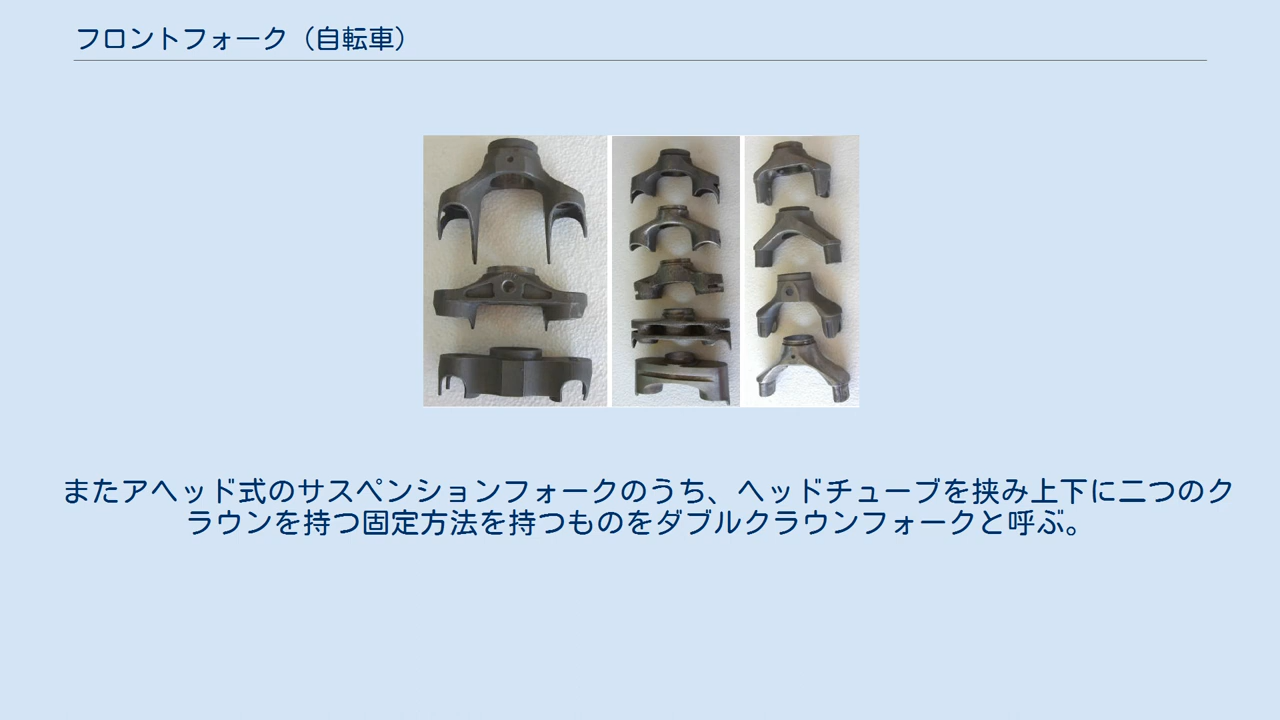 フロントフォーク（自転車）
またアヘッド式のサスペンションフォークのうち、ヘッドチューブを挟み上下に二つのク
ラウンを持つ固定方法を持つものをダブルクラウンフォークと呼ぶ。